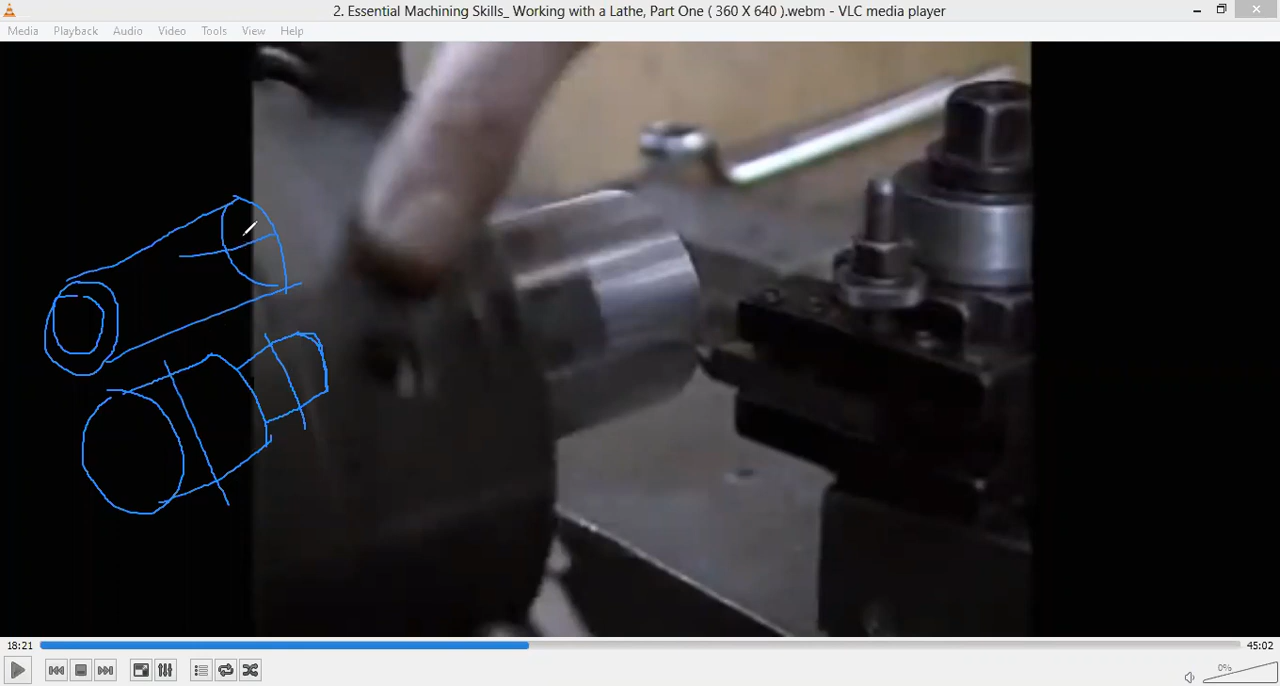 2. Essential Machining Skills_ Working with a Lathe, Part One ( 360 X 640 ).webm - VLC media player
Media Playback Audio Video Tools View Help
18:21 45:02
0%